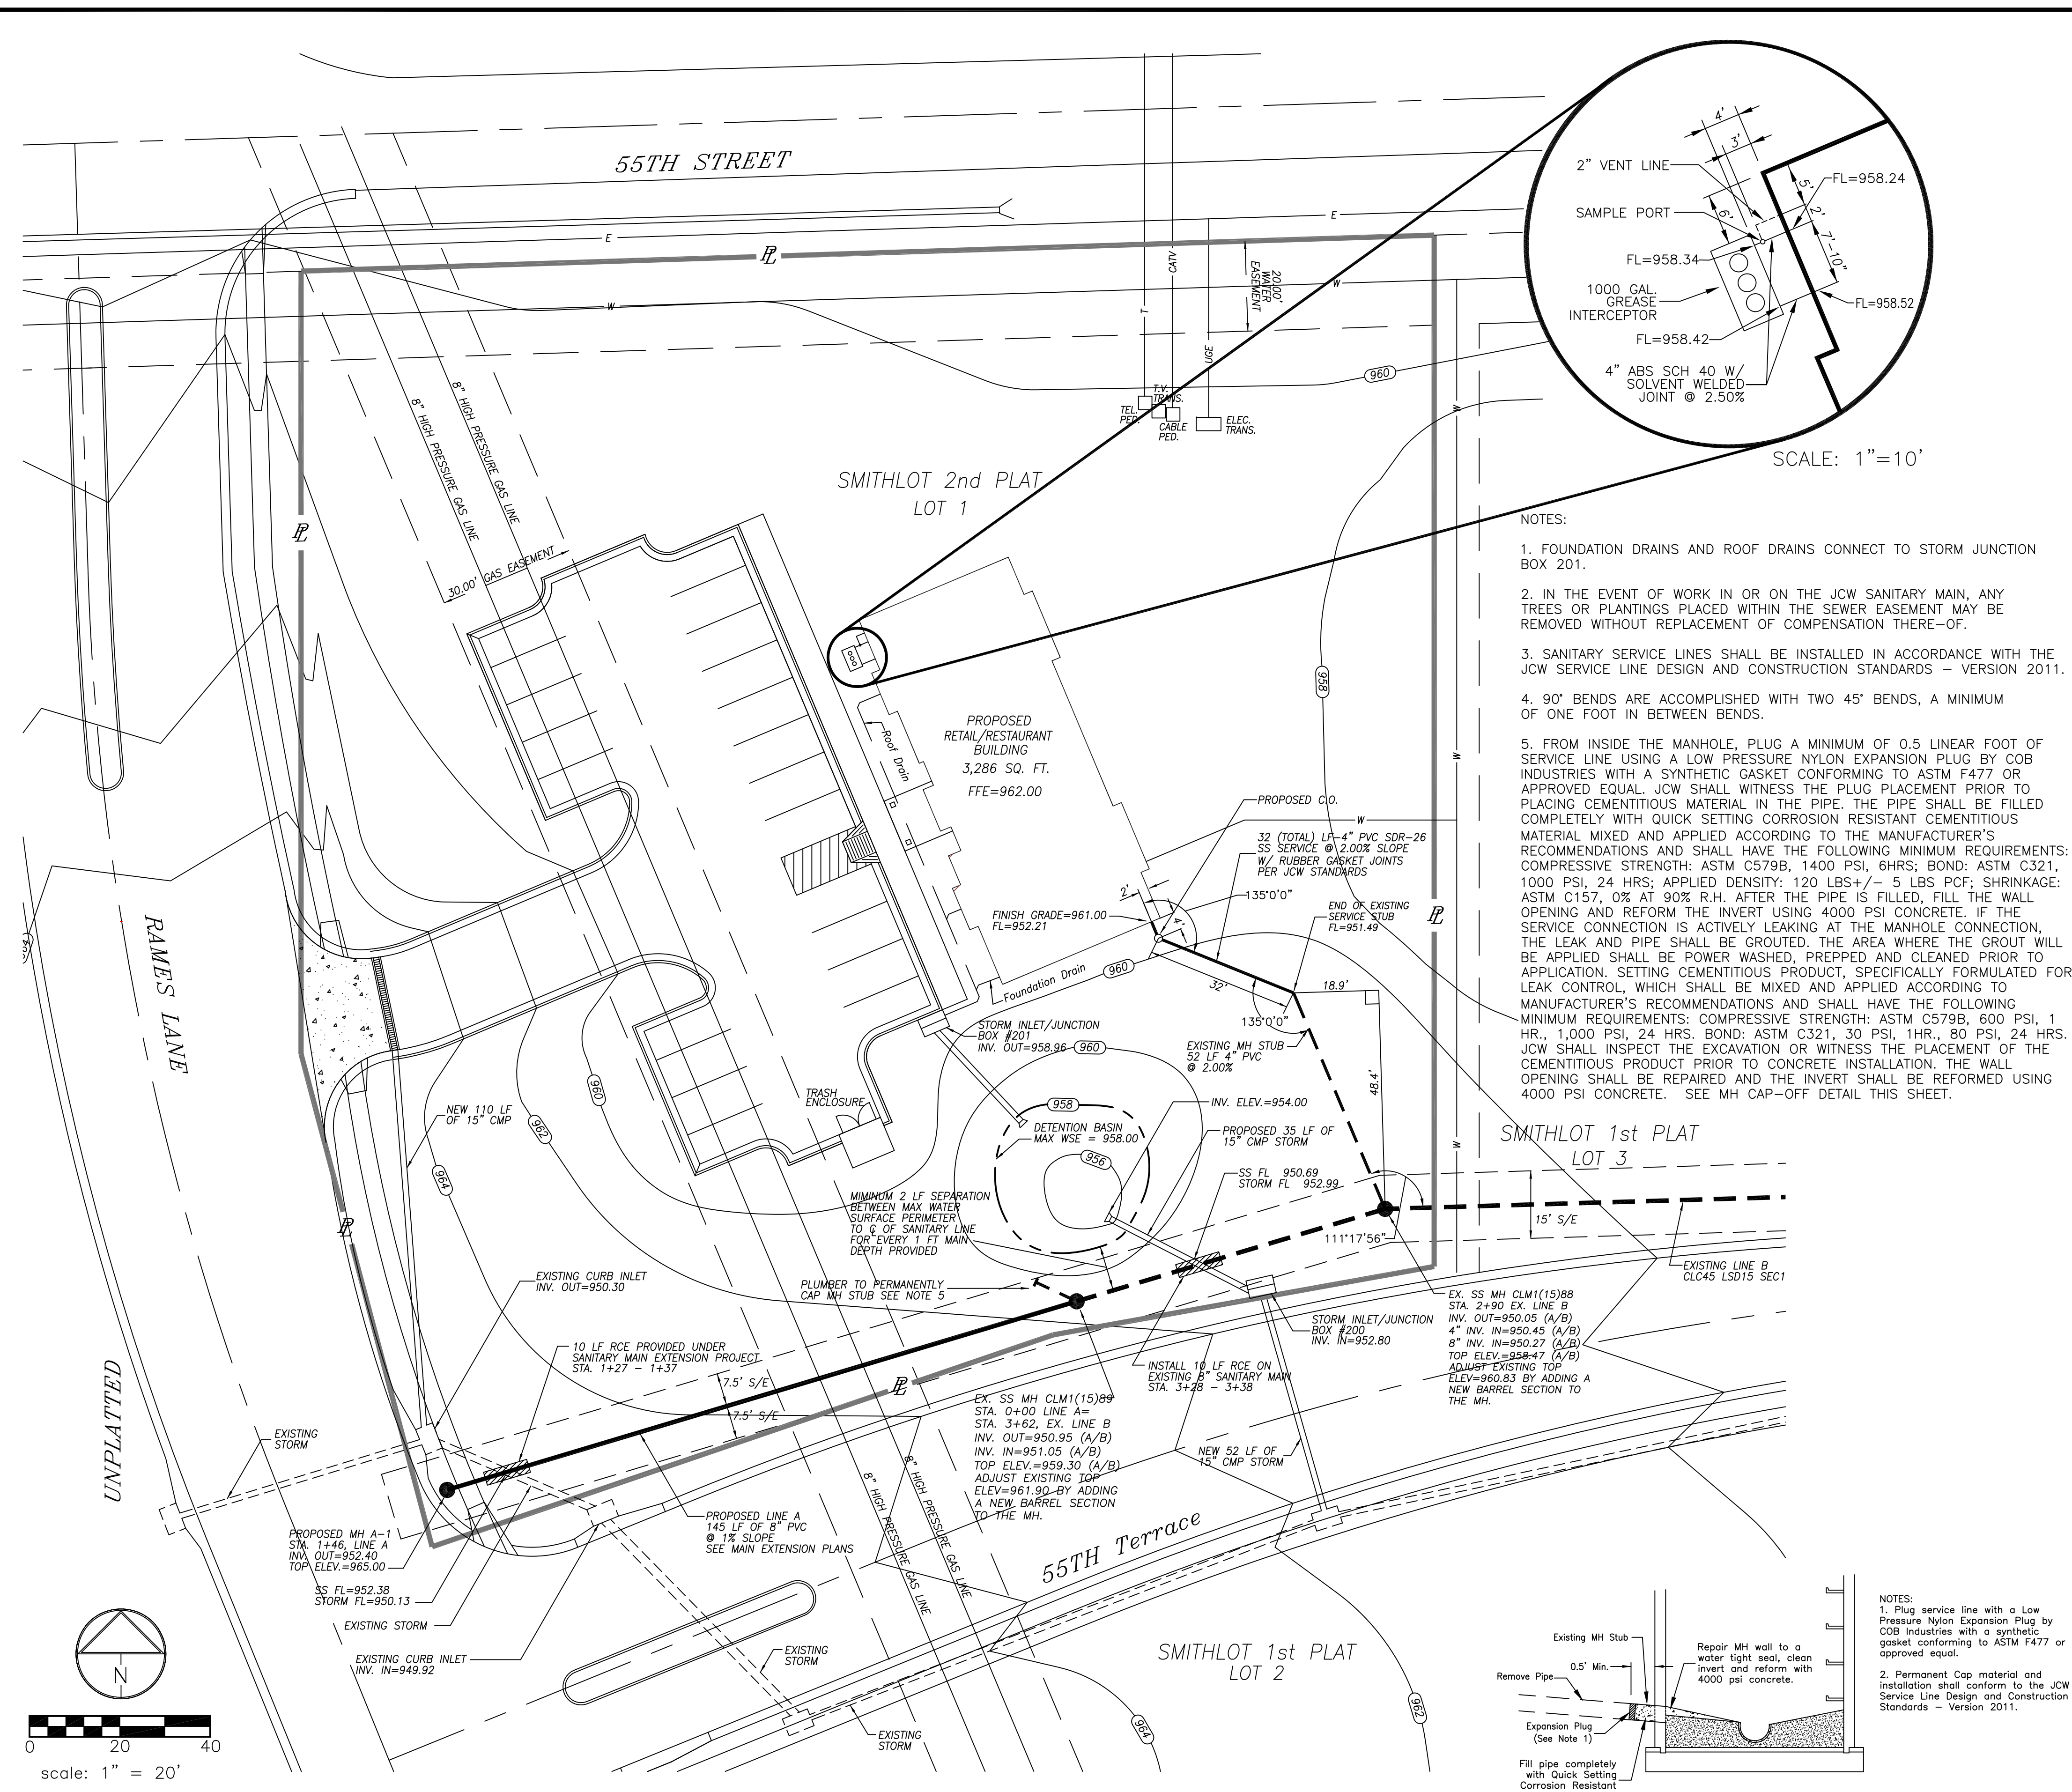 55TH STREET
E
E
W
W
20.00'
WATER
EASEMENT
T
CATV
UGE
T.V.
TRANS.
TEL.
PED.
CABLE
PED.
ELEC.
TRANS.
960
4'
3'
2" VENT LINE
FL=958.24
5'
2'
SAMPLE PORT
6'
7'-10"
FL=958.34
1000 GAL.
GREASE
INTERCEPTOR
FL=958.52
FL=958.42
4" ABS SCH 40 W/
SOLVENT WELDED
JOINT @ 2.50%
SCALE: 1"=10'
8" HIGH PRESSURE GAS LINE
8" HIGH PRESSURE GAS LINE
30.00' GAS EASEMENT
SMITHLOT 2nd PLAT
LOT 1
PROPOSED
RETAIL/RESTAURANT
BUILDING
3,286 SQ. FT.
FFE=962.00
Roof Drain
958
W
W
W
W
PL
PL
PL
PL
PL
NOTES:
1. FOUNDATION DRAINS AND ROOF DRAINS CONNECT TO STORM JUNCTION
BOX 201.
2. IN THE EVENT OF WORK IN OR ON THE JCW SANITARY MAIN, ANY
TREES OR PLANTINGS PLACED WITHIN THE SEWER EASEMENT MAY BE
REMOVED WITHOUT REPLACEMENT OF COMPENSATION THERE-OF.
3. SANITARY SERVICE LINES SHALL BE INSTALLED IN ACCORDANCE WITH THE
JCW SERVICE LINE DESIGN AND CONSTRUCTION STANDARDS - VERSION 2011.
4. 90° BENDS ARE ACCOMPLISHED WITH TWO 45° BENDS, A MINIMUM
OF ONE FOOT IN BETWEEN BENDS.
5. FROM INSIDE THE MANHOLE, PLUG A MINIMUM OF 0.5 LINEAR FOOT OF
SERVICE LINE USING A LOW PRESSURE NYLON EXPANSION PLUG BY COB
INDUSTRIES WITH A SYNTHETIC GASKET CONFORMING TO ASTM F477 OR
APPROVED EQUAL. JCW SHALL WITNESS THE PLUG PLACEMENT PRIOR TO
PLACING CEMENTITIOUS MATERIAL IN THE PIPE. THE PIPE SHALL BE FILLED
COMPLETELY WITH QUICK SETTING CORROSION RESISTANT CEMENTITIOUS
MATERIAL MIXED AND APPLIED ACCORDING TO THE MANUFACTURER'S
RECOMMENDATIONS AND SHALL HAVE THE FOLLOWING MINIMUM REQUIREMENTS:
COMPRESSIVE STRENGTH: ASTM C579B, 1400 PSI, 6HRS; BOND: ASTM C321,
1000 PSI, 24 HRS; APPLIED DENSITY: 120 LBS+/- 5 LBS PCF; SHRINKAGE:
ASTM C157, 0% AT 90% R.H. AFTER THE PIPE IS FILLED, FILL THE WALL
OPENING AND REFORM THE INVERT USING 4000 PSI CONCRETE. IF THE
SERVICE CONNECTION IS ACTIVELY LEAKING AT THE MANHOLE CONNECTION,
THE LEAK AND PIPE SHALL BE GROUTED. THE AREA WHERE THE GROUT WILL
BE APPLIED SHALL BE POWER WASHED, PREPPED AND CLEANED PRIOR TO
APPLICATION. SETTING CEMENTITIOUS PRODUCT, SPECIFICALLY FORMULATED FOR
LEAK CONTROL, WHICH SHALL BE MIXED AND APPLIED ACCORDING TO
MANUFACTURER'S RECOMMENDATIONS AND SHALL HAVE THE FOLLOWING
MINIMUM REQUIREMENTS: COMPRESSIVE STRENGTH: ASTM C579B, 600 PSI, 1
HR., 1,000 PSI, 24 HRS. BOND: ASTM C321, 30 PSI, 1HR., 80 PSI, 24 HRS.
JCW SHALL INSPECT THE EXCAVATION OR WITNESS THE PLACEMENT OF THE
CEMENTITIOUS PRODUCT PRIOR TO CONCRETE INSTALLATION. THE WALL
OPENING SHALL BE REPAIRED AND THE INVERT SHALL BE REFORMED USING
4000 PSI CONCRETE. SEE MH CAP-OFF DETAIL THIS SHEET.
PROPOSED C.O.
32 (TOTAL) LF-4" PVC SDR-26
SS SERVICE @ 2.00% SLOPE
W/ RUBBER GASKET JOINTS
PER JCW STANDARDS
2'
135°0'0"
4'
FINISH GRADE=961.00
FL=952.21
END OF EXISTING
SERVICE STUB
FL=951.49
960
Foundation Drain
32'
18.9'
135°0'0"
EXISTING MH STUB
52 LF 4" PVC
@ 2.00%
48.4'
STORM INLET/JUNCTION
BOX #201
INV. OUT=958.96
960
RAMES LANE
964
960
962
964
TRASH
ENCLOSURE
NEW 110 LF
OF 15" CMP
958
DETENTION BASIN
MAX WSE = 958.00
956
INV. ELEV.=954.00
PROPOSED 35 LF OF
15" CMP STORM
SS FL 950.69
STORM FL 952.99
SMITHLOT 1st PLAT
LOT 3
MIMINUM 2 LF SEPARATION
BETWEEN MAX WATER
SURFACE PERIMETER
TO CL OF SANITARY LINE
FOR EVERY 1 FT MAIN
DEPTH PROVIDED
111°17'56"
15' S/E
EXISTING LINE B
CLC45 LSD15 SEC1
PLUMBER TO PERMANENTLY
CAP MH STUB SEE NOTE 5
EXISTING CURB INLET
INV. OUT=950.30
EX. SS MH CLM1(15)88
STA. 2+90 EX. LINE B
INV. OUT=950.05 (A/B)
4" INV. IN=950.45 (A/B)
8" INV. IN=950.27 (A/B)
TOP ELEV.=958.47 (A/B)
ADJUST EXISTING TOP
ELEV=960.83 BY ADDING A
NEW BARREL SECTION TO
THE MH.
STORM INLET/JUNCTION
BOX #200
INV. IN=952.80
10 LF RCE PROVIDED UNDER
SANITARY MAIN EXTENSION PROJECT
STA. 1+27 - 1+37
INSTALL 10 LF RCE ON
EXISTING 8" SANITARY MAIN
STA. 3+28 - 3+38
7.5' S/E
7.5' S/E
EX. SS MH CLM1(15)89
STA. 0+00 LINE A=
STA. 3+62, EX. LINE B
INV. OUT=950.95 (A/B)
INV. IN=951.05 (A/B)
TOP ELEV.=959.30 (A/B)
ADJUST EXISTING TOP
ELEV=961.90 BY ADDING
A NEW BARREL SECTION
TO THE MH.
UNPLATTED
EXISTING
STORM
NEW 52 LF OF
15" CMP STORM
8" HIGH PRESSURE GAS LINE
8" HIGH PRESSURE GAS LINE
PROPOSED LINE A
145 LF OF 8" PVC
@ 1% SLOPE
SEE MAIN EXTENSION PLANS
PROPOSED MH A-1
STA. 1+46, LINE A
INV. OUT=952.40
TOP ELEV.=965.00
SS FL=952.38
STORM FL=950.13
EXISTING STORM
EXISTING CURB INLET
INV. IN=949.92
55TH Terrace
EXISTING
STORM
SMITHLOT 1st PLAT
LOT 2
EXISTING
STORM
964
962
N
0 20 40
scale: 1" = 20'
Existing MH Stub
0.5' Min.
Remove Pipe
Repair MH wall to a
water tight seal, clean
invert and reform with
4000 psi concrete.
Expansion Plug
(See Note 1)
Fill pipe completely
with Quick Setting
Corrosion Resistant
NOTES:
1. Plug service line with a Low
Pressure Nylon Expansion Plug by
COB Industries with a synthetic
gasket conforming to ASTM F477 or
approved equal.
2. Permanent Cap material and
installation shall conform to the JCW
Service Line Design and Construction
Standards - Version 2011.